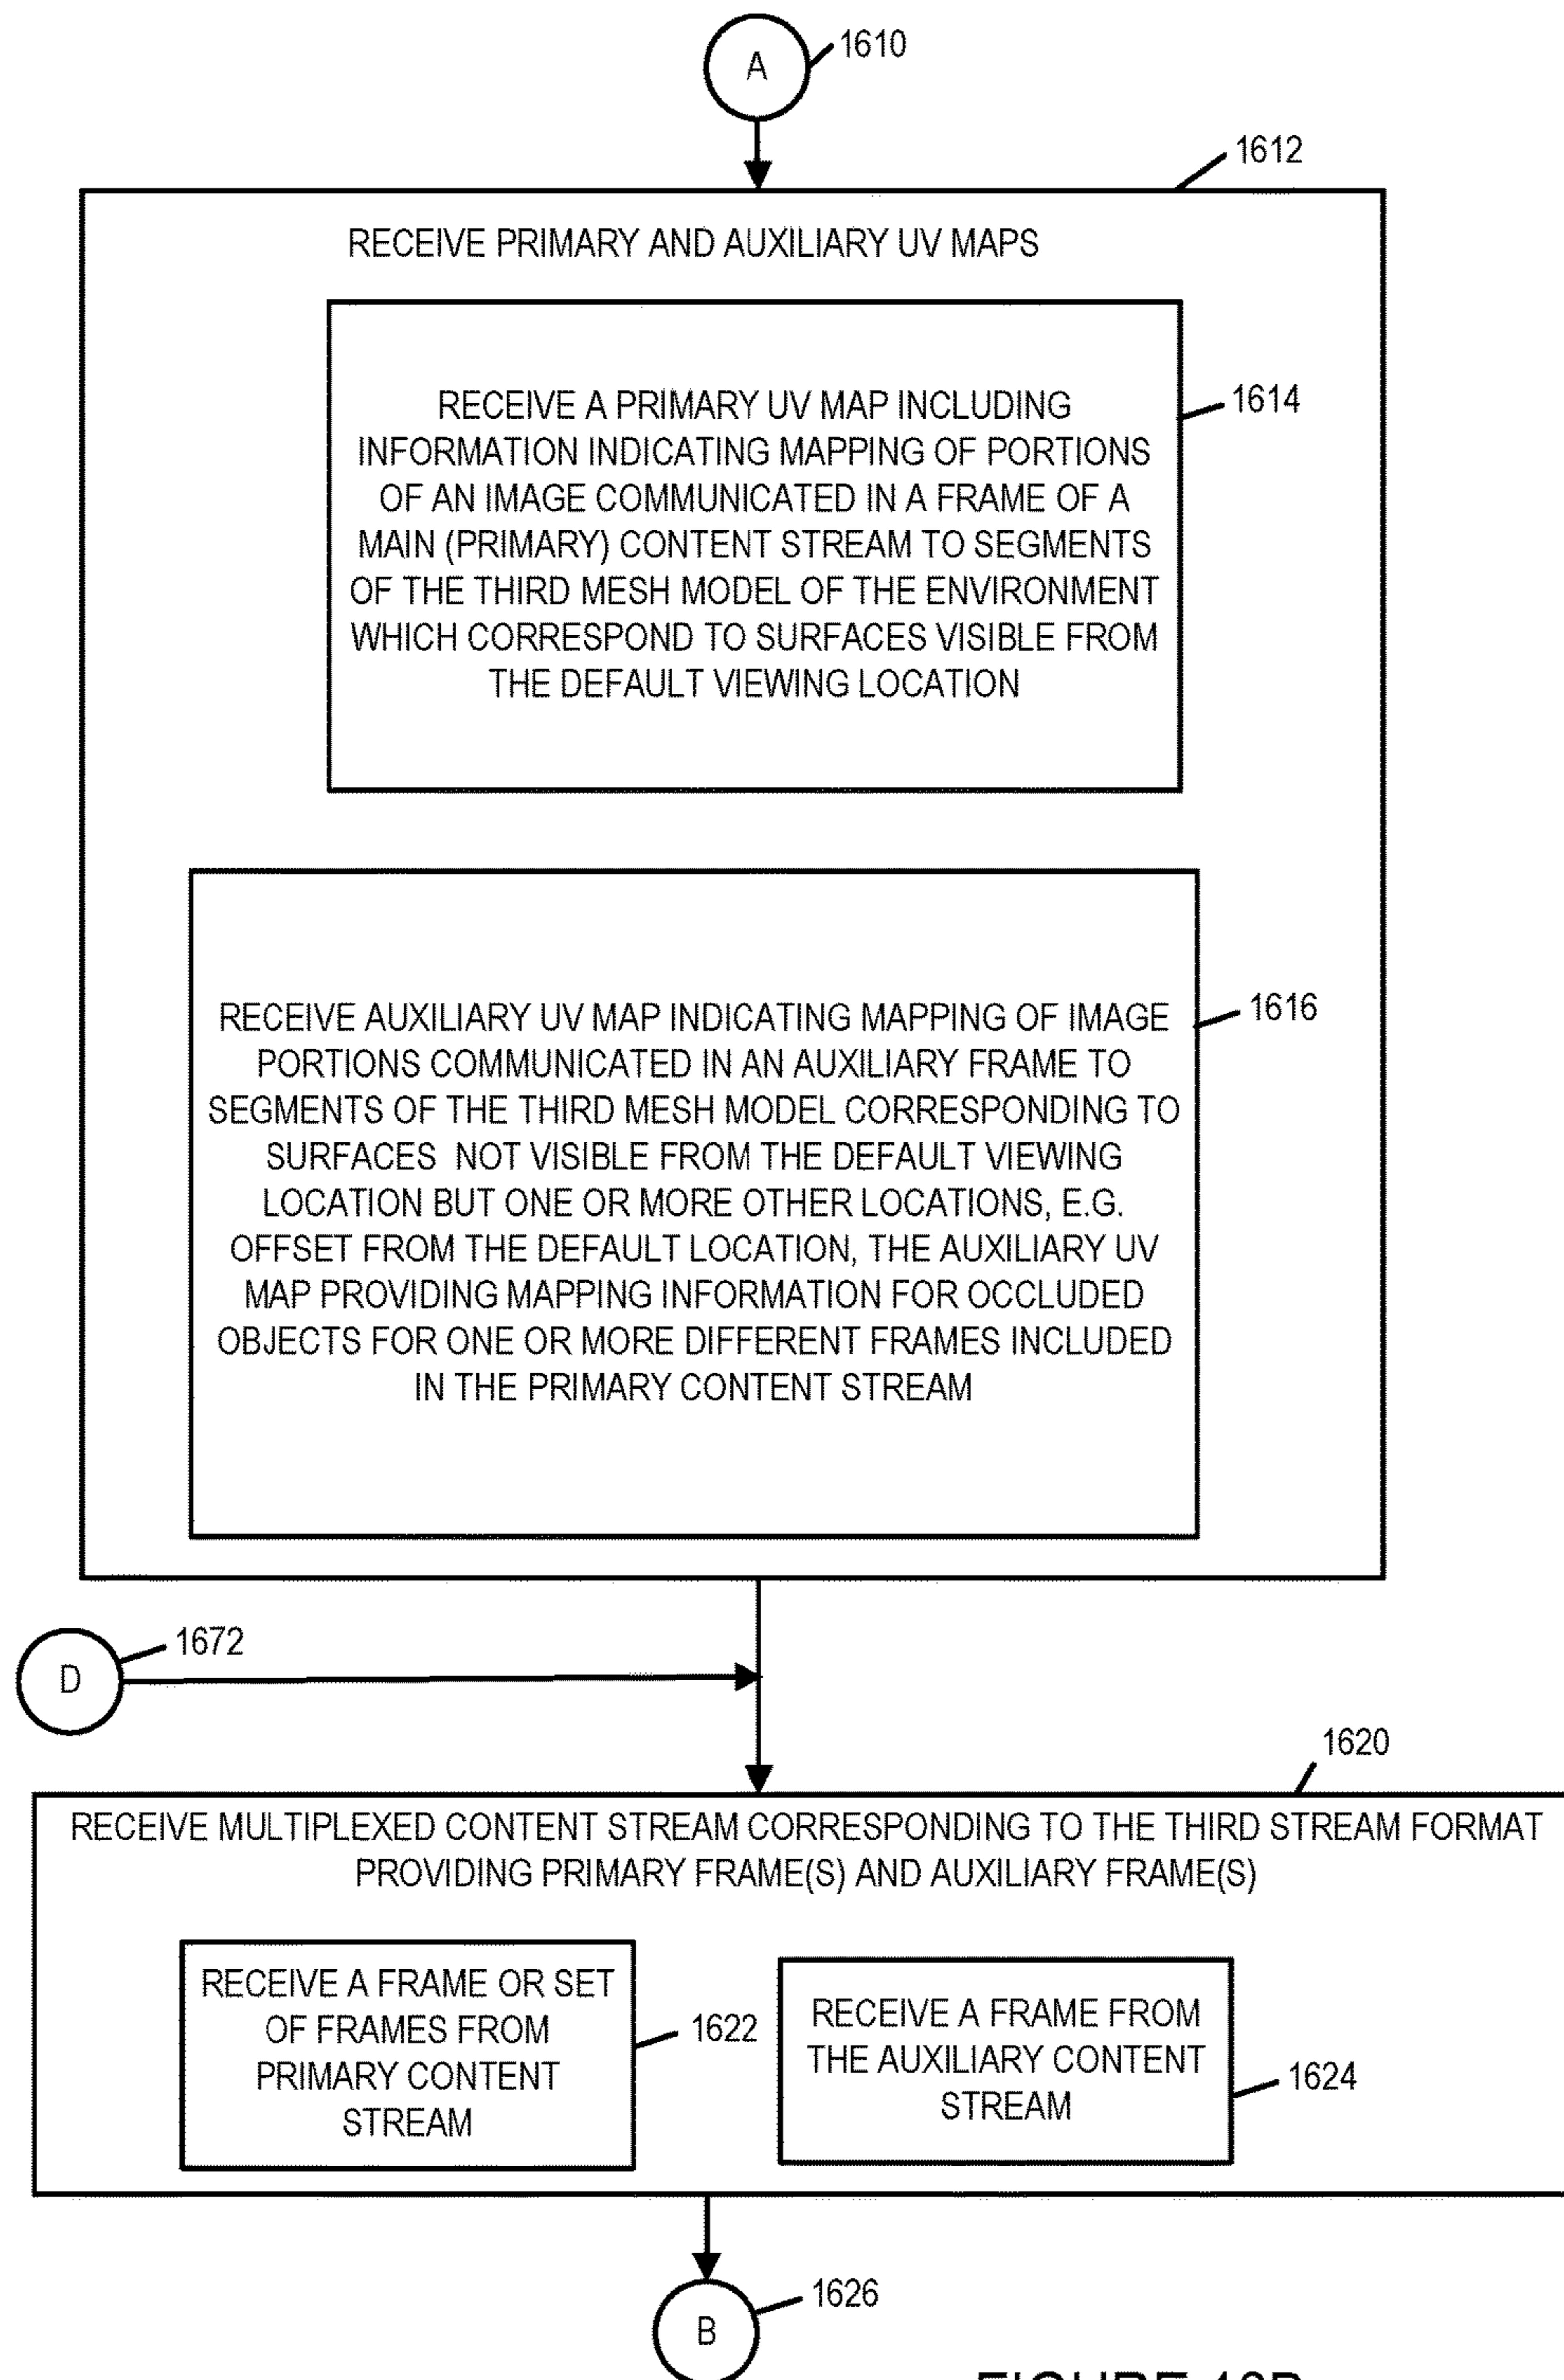 A
1610
1612
RECEIVE PRIMARY AND AUXILIARY UV MAPS
RECEIVE A PRIMARY UV MAP INCLUDING
INFORMATION INDICATING MAPPING OF PORTIONS
OF AN IMAGE COMMUNICATED IN A FRAME OF A
MAIN (PRIMARY) CONTENT STREAM TO SEGMENTS
OF THE THIRD MESH MODEL OF THE ENVIRONMENT
WHICH CORRESPOND TO SURFACES VISIBLE FROM
THE DEFAULT VIEWING LOCATION
1614
RECEIVE AUXILIARY UV MAP INDICATING MAPPING OF IMAGE
PORTIONS COMMUNICATED IN AN AUXILIARY FRAME TO
SEGMENTS OF THE THIRD MESH MODEL CORRESPONDING TO
SURFACES NOT VISIBLE FROM THE DEFAULT VIEWING
LOCATION BUT ONE OR MORE OTHER LOCATIONS, E.G.
OFFSET FROM THE DEFAULT LOCATION, THE AUXILIARY UV
MAP PROVIDING MAPPING INFORMATION FOR OCCLUDED
OBJECTS FOR ONE OR MORE DIFFERENT FRAMES INCLUDED
IN THE PRIMARY CONTENT STREAM
1616
D
1672
1620
RECEIVE MULTIPLEXED CONTENT STREAM CORRESPONDING TO THE THIRD STREAM FORMAT
PROVIDING PRIMARY FRAME(S) AND AUXILIARY FRAME(S)
RECEIVE A FRAME OR SET
OF FRAMES FROM
PRIMARY CONTENT
STREAM
1622
RECEIVE A FRAME FROM
THE AUXILIARY CONTENT
STREAM
1624
B
1626
FIGURE